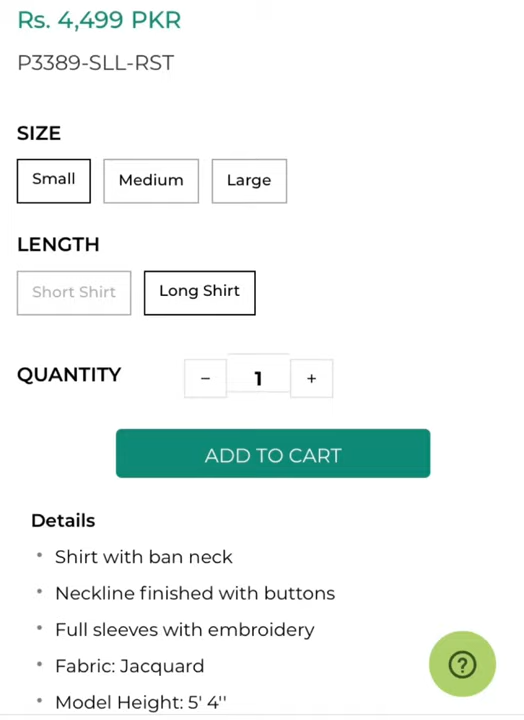 Rs. 4,499 PKR
P3389-SLL-RST
SIZE
Small Medium Large
LENGTH
Short Shirt Long Shirt
QUANTITY − 1 +
ADD TO CART
Details
• Shirt with ban neck
• Neckline finished with buttons
• Full sleeves with embroidery
• Fabric: Jacquard
• Model Height: 5' 4''
?